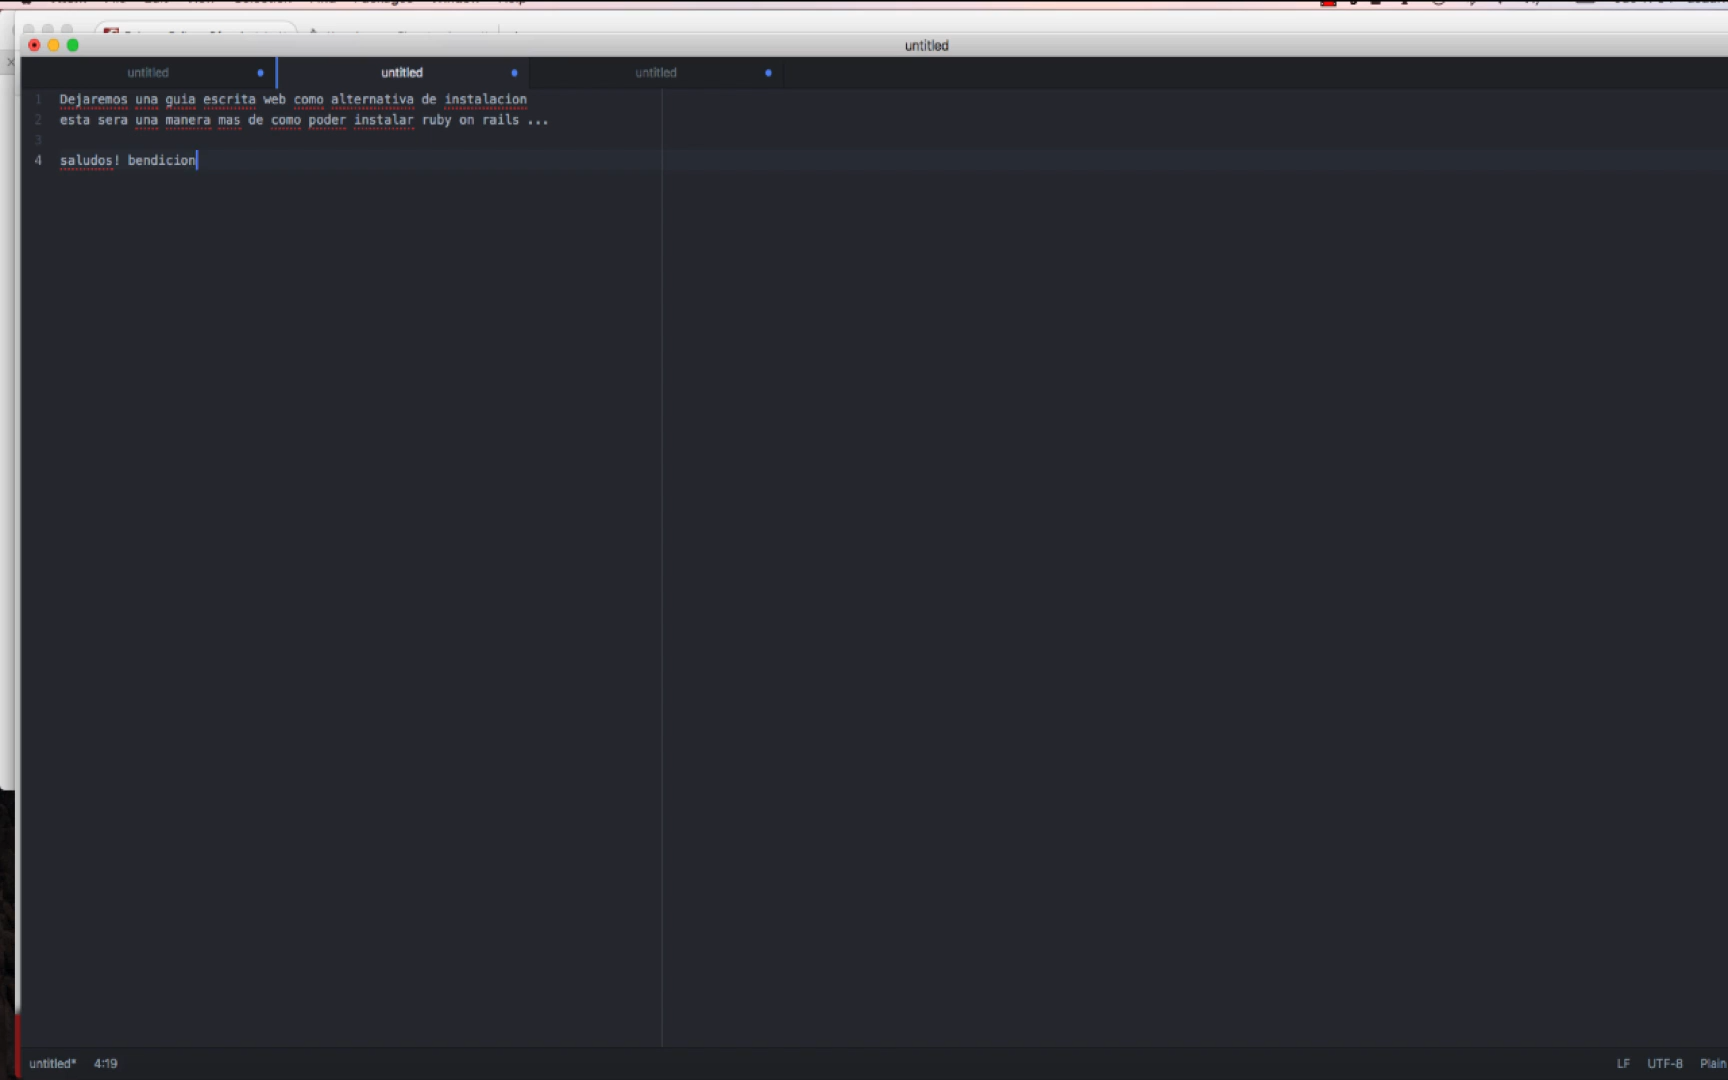 untitled
untitled untitled untitled
1 Dejaremos una guia escrita web como alternativa de instalacion
2 esta sera una manera mas de como poder instalar ruby on rails ...
3
4 saludos! bendicion
untitled* 4:19 LF UTF-8 Plain